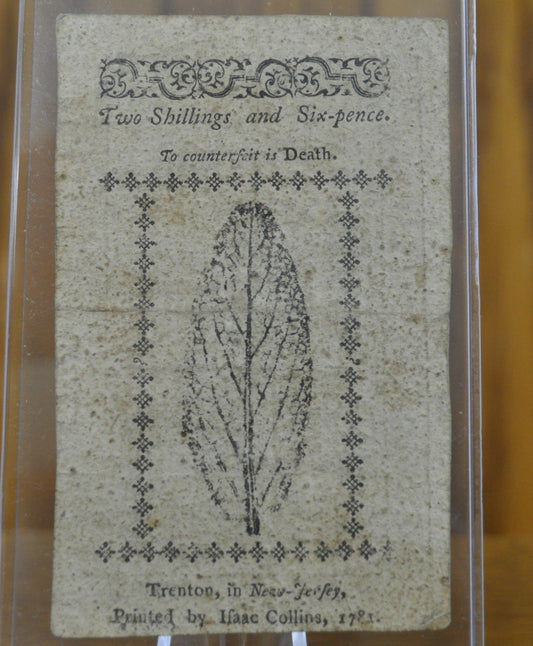 Two Shillings and Six-pence.
To counterfeit is Death.
Trenton, in New-Jerſey,
Printed by Iſaac Collins, 1781.